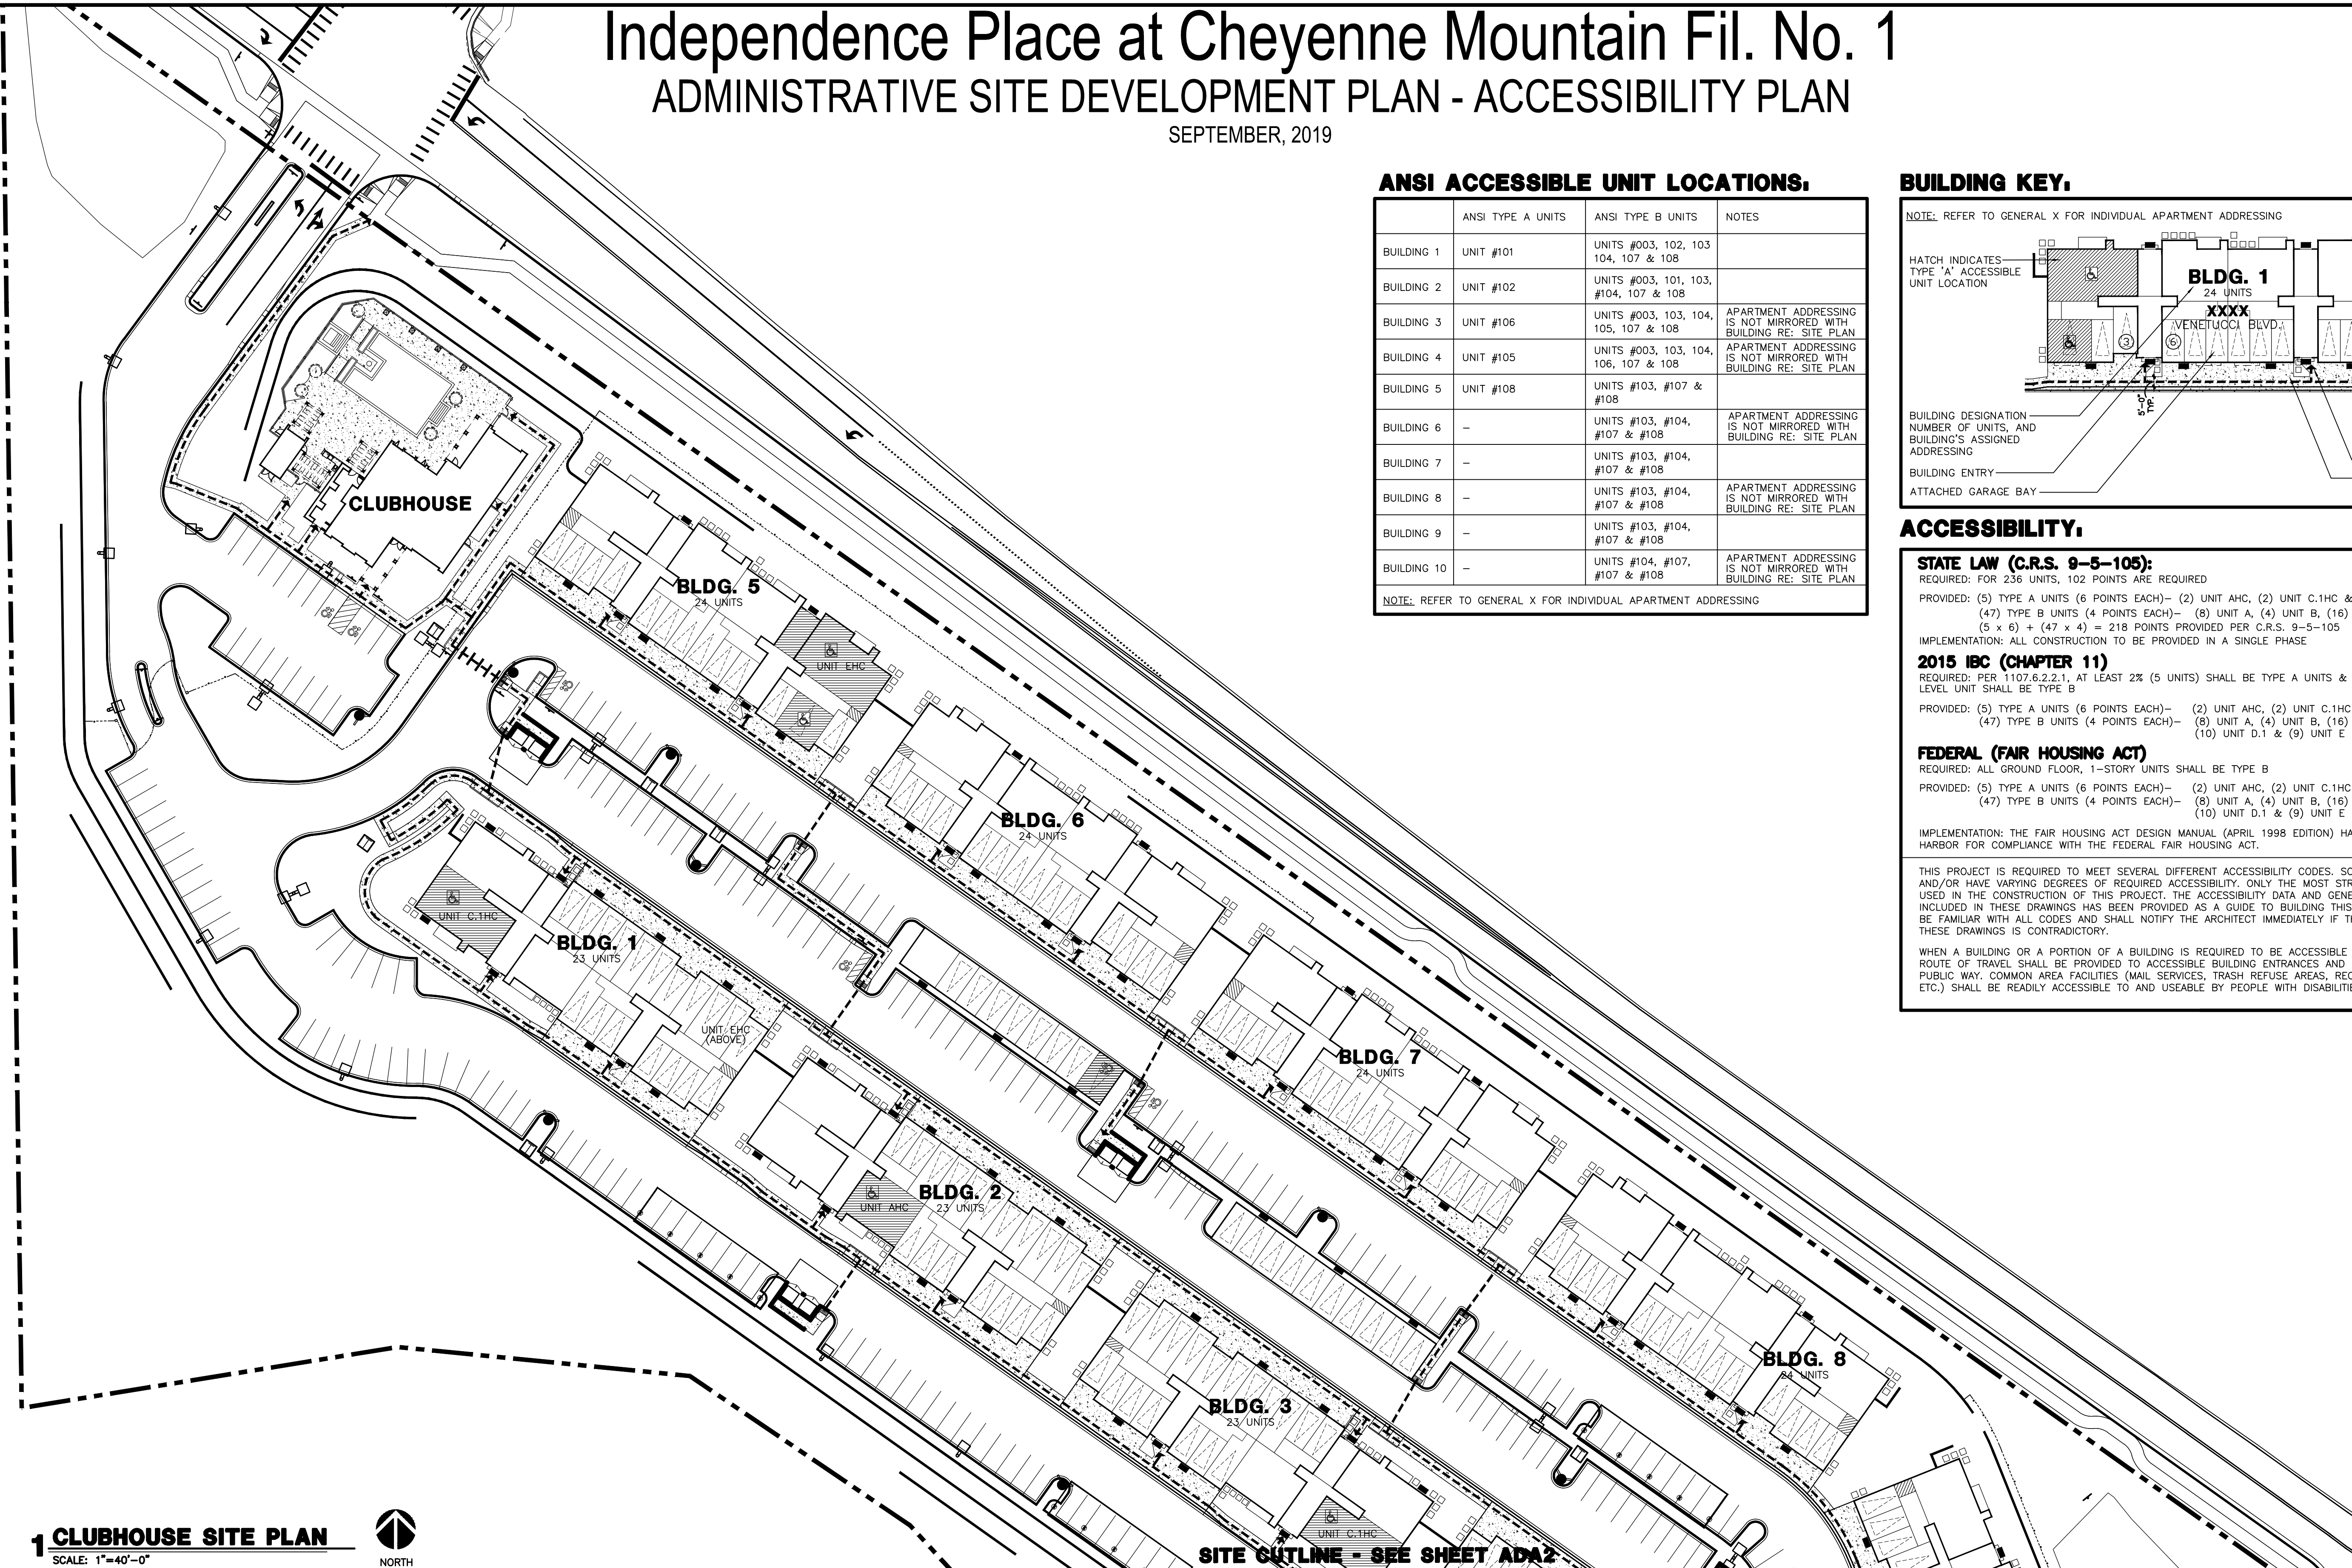 Independence Place at Cheyenne Mountain Fil. No. 1
ADMINISTRATIVE SITE DEVELOPMENT PLAN - ACCESSIBILITY PLAN
SEPTEMBER, 2019
ANSI ACCESSIBLE UNIT LOCATIONS:
ANSI TYPE A UNITS ANSI TYPE B UNITS NOTES
BUILDING 1 UNIT #101 UNITS #003, 102, 103
104, 107 & 108
BUILDING 2 UNIT #102 UNITS #003, 101, 103,
#104, 107 & 108
BUILDING 3 UNIT #106 UNITS #003, 103, 104,
105, 107 & 108
APARTMENT ADDRESSING
IS NOT MIRRORED WITH
BUILDING RE: SITE PLAN
BUILDING 4 UNIT #105 UNITS #003, 103, 104,
106, 107 & 108
APARTMENT ADDRESSING
IS NOT MIRRORED WITH
BUILDING RE: SITE PLAN
BUILDING 5 UNIT #108 UNITS #103, #107 &
#108
BUILDING 6 – UNITS #103, #104,
#107 & #108
APARTMENT ADDRESSING
IS NOT MIRRORED WITH
BUILDING RE: SITE PLAN
BUILDING 7 – UNITS #103, #104,
#107 & #108
BUILDING 8 – UNITS #103, #104,
#107 & #108
APARTMENT ADDRESSING
IS NOT MIRRORED WITH
BUILDING RE: SITE PLAN
BUILDING 9 – UNITS #103, #104,
#107 & #108
BUILDING 10 – UNITS #104, #107,
#107 & #108
APARTMENT ADDRESSING
IS NOT MIRRORED WITH
BUILDING RE: SITE PLAN
NOTE: REFER TO GENERAL X FOR INDIVIDUAL APARTMENT ADDRESSING
BUILDING KEY:
NOTE: REFER TO GENERAL X FOR INDIVIDUAL APARTMENT ADDRESSING
HATCH INDICATES
TYPE 'A' ACCESSIBLE
UNIT LOCATION
BLDG. 1
24 UNITS
XXXX
VENETUCCI BLVD.
3
6
5'-0"
TYP.
BUILDING DESIGNATION
NUMBER OF UNITS, AND
BUILDING'S ASSIGNED
ADDRESSING
BUILDING ENTRY
ATTACHED GARAGE BAY
ACCESSIBILITY:
STATE LAW (C.R.S. 9-5-105):
REQUIRED: FOR 236 UNITS, 102 POINTS ARE REQUIRED
PROVIDED: (5) TYPE A UNITS (6 POINTS EACH)– (2) UNIT AHC, (2) UNIT C.1HC &
(47) TYPE B UNITS (4 POINTS EACH)– (8) UNIT A, (4) UNIT B, (16)
(5 x 6) + (47 x 4) = 218 POINTS PROVIDED PER C.R.S. 9-5-105
IMPLEMENTATION: ALL CONSTRUCTION TO BE PROVIDED IN A SINGLE PHASE
2015 IBC (CHAPTER 11)
REQUIRED: PER 1107.6.2.2.1, AT LEAST 2% (5 UNITS) SHALL BE TYPE A UNITS &
LEVEL UNIT SHALL BE TYPE B
PROVIDED: (5) TYPE A UNITS (6 POINTS EACH)– (2) UNIT AHC, (2) UNIT C.1HC
(47) TYPE B UNITS (4 POINTS EACH)– (8) UNIT A, (4) UNIT B, (16)
(10) UNIT D.1 & (9) UNIT E
FEDERAL (FAIR HOUSING ACT)
REQUIRED: ALL GROUND FLOOR, 1-STORY UNITS SHALL BE TYPE B
PROVIDED: (5) TYPE A UNITS (6 POINTS EACH)– (2) UNIT AHC, (2) UNIT C.1HC
(47) TYPE B UNITS (4 POINTS EACH)– (8) UNIT A, (4) UNIT B, (16)
(10) UNIT D.1 & (9) UNIT E
IMPLEMENTATION: THE FAIR HOUSING ACT DESIGN MANUAL (APRIL 1998 EDITION)
HARBOR FOR COMPLIANCE WITH THE FEDERAL FAIR HOUSING ACT.
THIS PROJECT IS REQUIRED TO MEET SEVERAL DIFFERENT ACCESSIBILITY CODES.
AND/OR HAVE VARYING DEGREES OF REQUIRED ACCESSIBILITY. ONLY THE MOST
USED IN THE CONSTRUCTION OF THIS PROJECT. THE ACCESSIBILITY DATA AND
INCLUDED IN THESE DRAWINGS HAS BEEN PROVIDED AS A GUIDE TO BUILDING THIS
BE FAMILIAR WITH ALL CODES AND SHALL NOTIFY THE ARCHITECT IMMEDIATELY IF
THESE DRAWINGS IS CONTRADICTORY.
WHEN A BUILDING OR A PORTION OF A BUILDING IS REQUIRED TO BE ACCESSIBLE
ROUTE OF TRAVEL SHALL BE PROVIDED TO ACCESSIBLE BUILDING ENTRANCES AND
PUBLIC WAY. COMMON AREA FACILITIES (MAIL SERVICES, TRASH REFUSE AREAS,
ETC.) SHALL BE READILY ACCESSIBLE TO AND USEABLE BY PEOPLE WITH
CLUBHOUSE
BLDG. 5
24 UNITS
UNIT EHC
BLDG. 6
24 UNITS
UNIT C.1HC
BLDG. 1
23 UNITS
UNIT EHC
(ABOVE)
BLDG. 7
24 UNITS
UNIT AHC
BLDG. 2
23 UNITS
BLDG. 8
24 UNITS
BLDG. 3
23 UNITS
UNIT C.1HC
SITE CUTLINE - SEE SHEET ADA2
1 CLUBHOUSE SITE PLAN
SCALE: 1"=40'-0"
NORTH